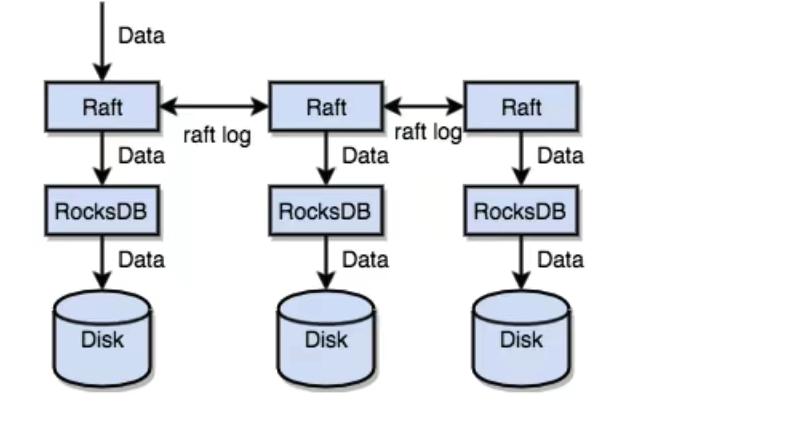 Data
Raft
Raft
Raft
raft log
raft log
Data
Data
Data
RocksDB
RocksDB
RocksDB
Data
Data
Data
Disk
Disk
Disk